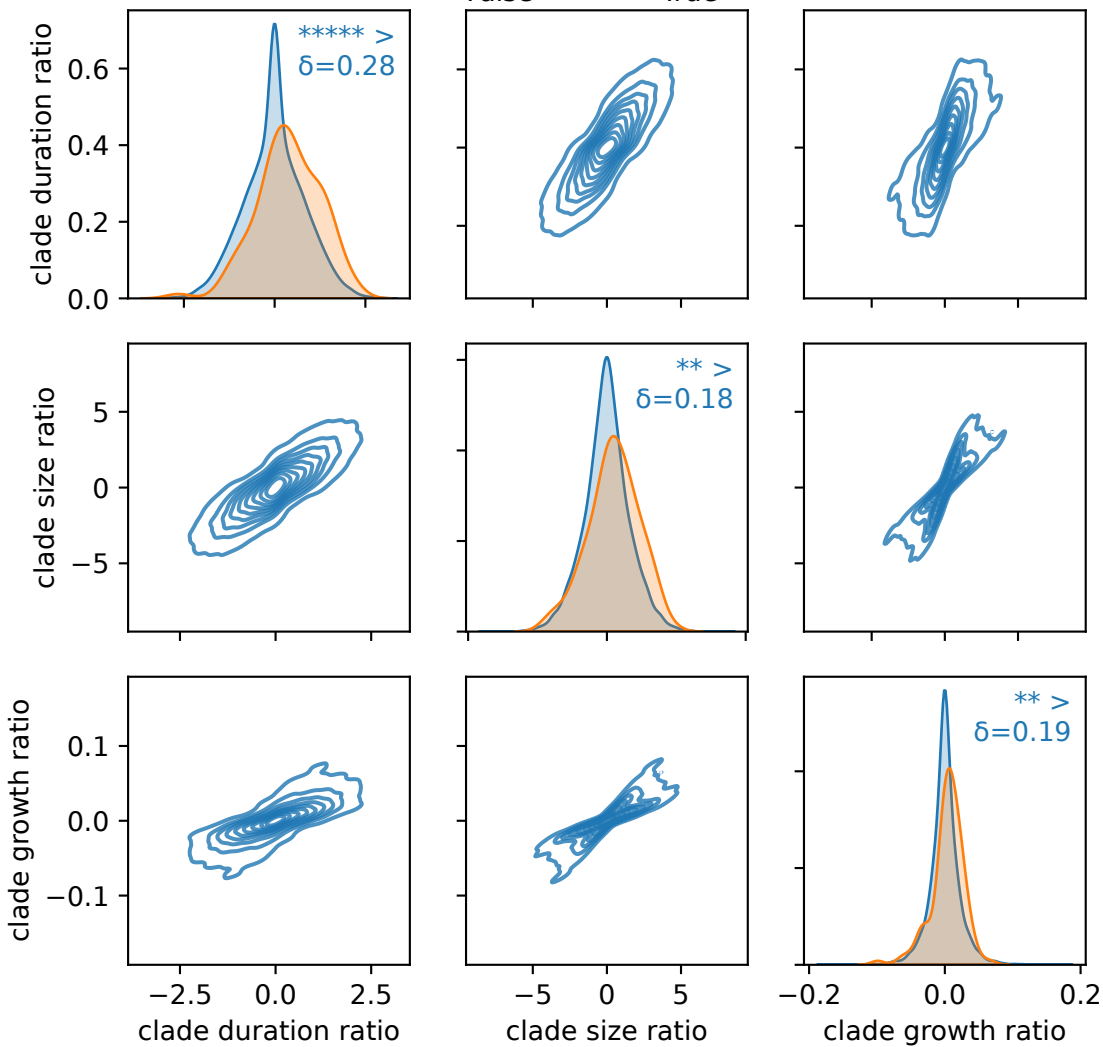 ***** >
δ=0.28
clade duration ratio
0.6
0.4
0.2
0.0
** >
δ=0.18
clade size ratio
5
0
−5
** >
δ=0.19
clade growth ratio
0.1
0.0
−0.1
−2.5 0.0 2.5
clade duration ratio
−5 0 5
clade size ratio
−0.2 0.0 0.2
clade growth ratio